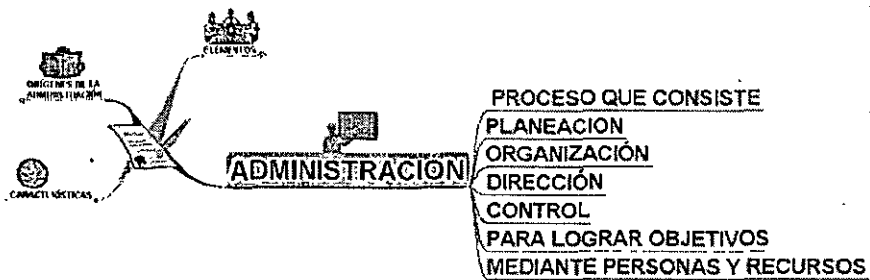 ELEMENTOS
ORÍGENES DE LA
ADMINISTRACIÓN
CARACTERÍSTICAS
ADMINISTRACION
PROCESO QUE CONSISTE
PLANEACION
ORGANIZACIÓN
DIRECCIÓN
CONTROL
PARA LOGRAR OBJETIVOS
MEDIANTE PERSONAS Y RECURSOS